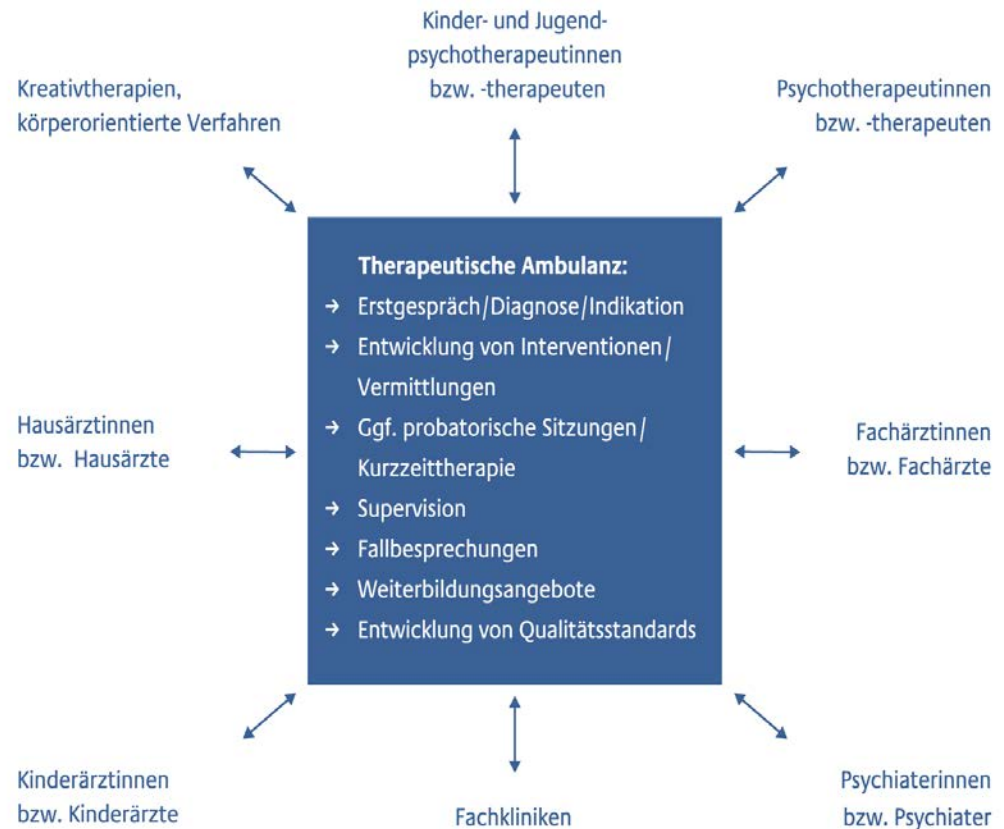 Kinder- und Jugend-
psychotherapeutinnen
bzw. -therapeuten
Kreativtherapien,
körperorientierte Verfahren
Psychotherapeutinnen
bzw. -therapeuten
Therapeutische Ambulanz:
→ Erstgespräch/Diagnose/Indikation
→ Entwicklung von Interventionen/
Vermittlungen
→ Ggf. probatorische Sitzungen/
Kurzzeittherapie
→ Supervision
→ Fallbesprechungen
→ Weiterbildungsangebote
→ Entwicklung von Qualitätsstandards
Hausärztinnen
bzw. Hausärzte
Fachärztinnen
bzw. Fachärzte
Kinderärztinnen
bzw. Kinderärzte
Fachkliniken
Psychiaterinnen
bzw. Psychiater